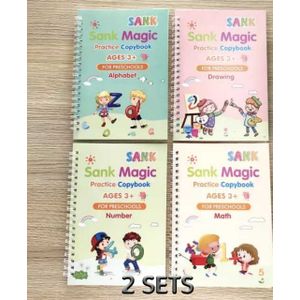 SANK
Sank Magic
Practice Copybook
AGES 3+
FOR PRESCHOOLS
Alphabet
SANK
Sank Magic
Practice Copybook
AGES 3+
FOR PRESCHOOLS
Drawing
SANK
Sank Magic
Practice Copybook
AGES 3+
FOR PRESCHOOLS
Number
SANK
Sank Magic
Practice Copybook
AGES 3+
FOR PRESCHOOLS
Math
2 SETS